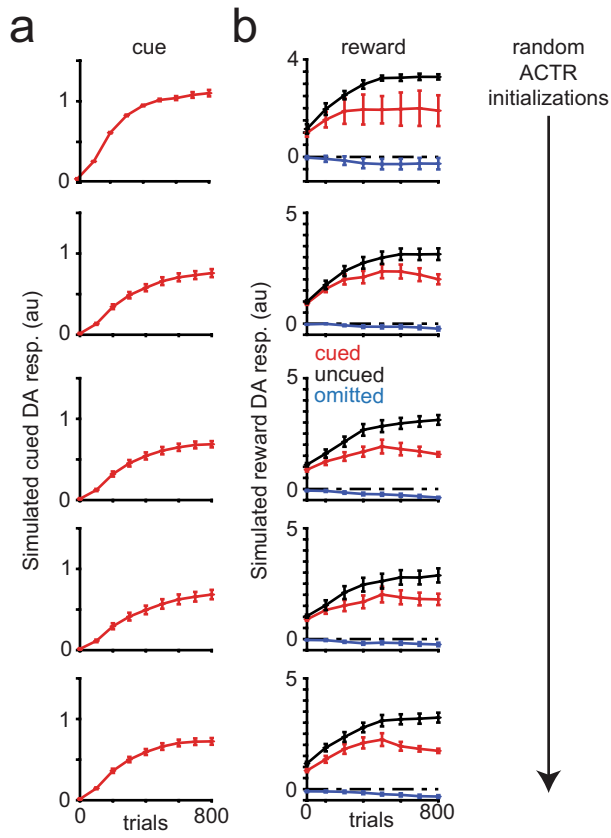 a
b
cue
reward
random
ACTR
initializations
Simulated cued DA resp. (au)
Simulated reward DA resp. (au)
1
0
4
0
1
0
5
0
cued
uncued
omitted
1
0
5
0
1
0
5
0
1
0
5
0
0 trials 800
0 trials 800